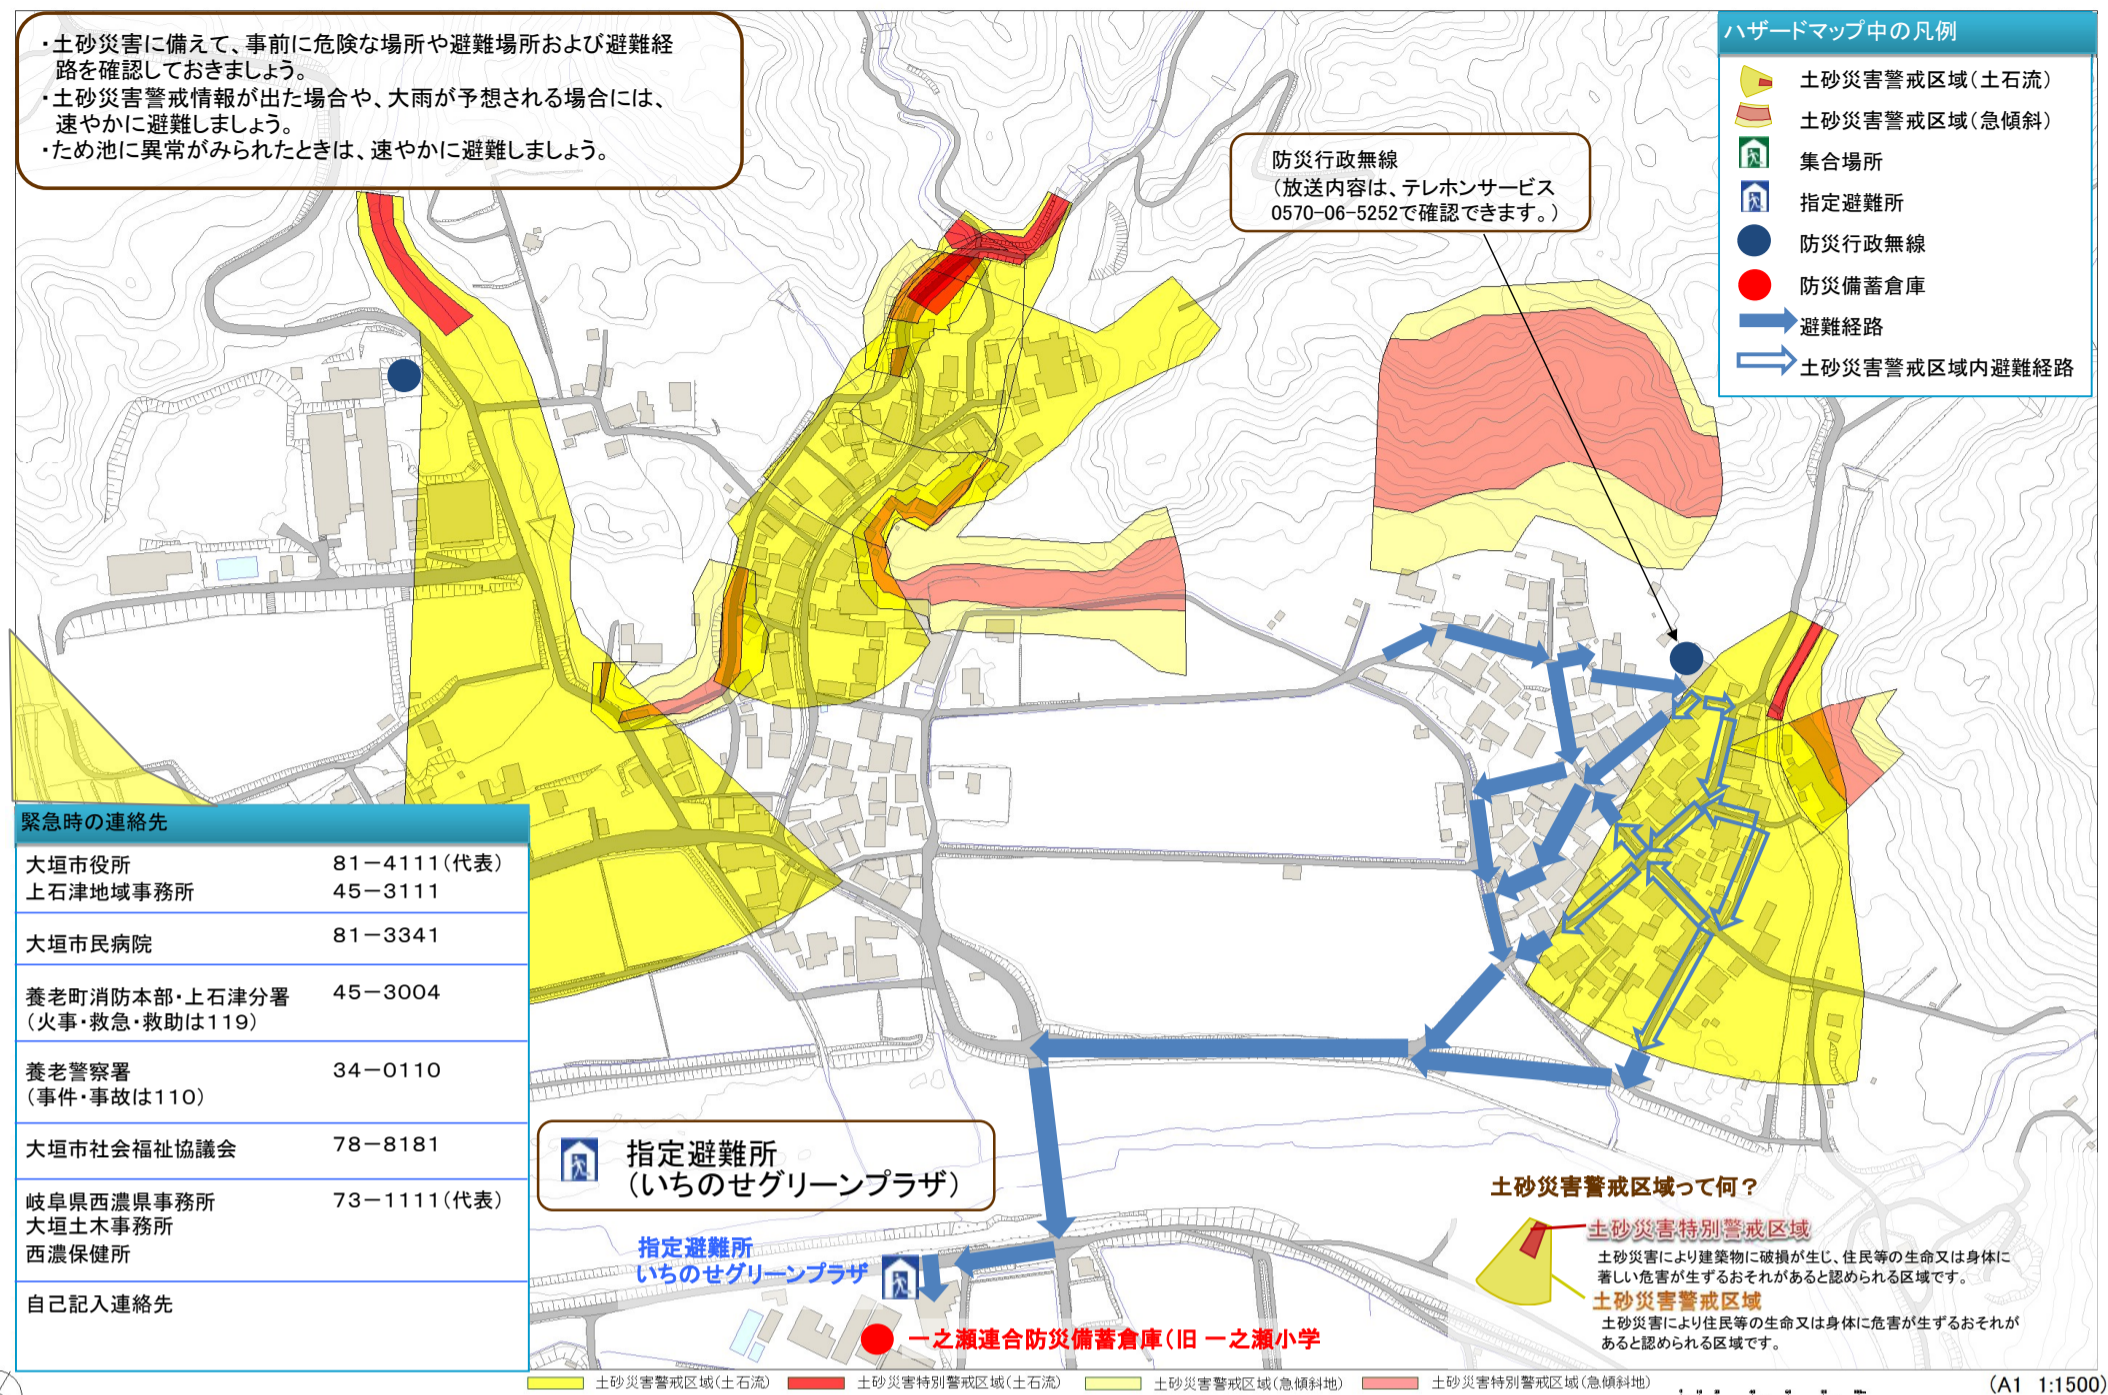 ・土砂災害に備えて、事前に危険な場所や避難場所および避難経
路を確認しておきましょう。
・土砂災害警戒情報が出た場合や、大雨が予想される場合には、
速やかに避難しましょう。
・ため池に異常がみられたときは、速やかに避難しましょう。
防災行政無線
（放送内容は、テレホンサービス
0570-06-5252で確認できます。）
ハザードマップ中の凡例
土砂災害警戒区域（土石流）
土砂災害警戒区域（急傾斜）
集合場所
指定避難所
防災行政無線
防災備蓄倉庫
避難経路
土砂災害警戒区域内避難経路
緊急時の連絡先
大垣市役所 81－4111（代表）
上石津地域事務所 45－3111
大垣市民病院 81－3341
養老町消防本部・上石津分署 45－3004
（火事・救急・救助は119）
養老警察署 34－0110
（事件・事故は110）
大垣市社会福祉協議会 78－8181
岐阜県西濃県事務所 73－1111（代表）
大垣土木事務所
西濃保健所
自己記入連絡先
指定避難所
（いちのせグリーンプラザ）
指定避難所
いちのせグリーンプラザ
一之瀬連合防災備蓄倉庫（旧 一之瀬小学
土砂災害警戒区域って何？
土砂災害特別警戒区域
土砂災害により建築物に破損が生じ、住民等の生命又は身体に
著しい危害が生ずるおそれがあると認められる区域です。
土砂災害警戒区域
土砂災害により住民等の生命又は身体に危害が生ずるおそれが
あると認められる区域です。
土砂災害警戒区域（土石流）
土砂災害特別警戒区域（土石流）
土砂災害警戒区域（急傾斜地）
土砂災害特別警戒区域（急傾斜地）
（A1 1:1500）